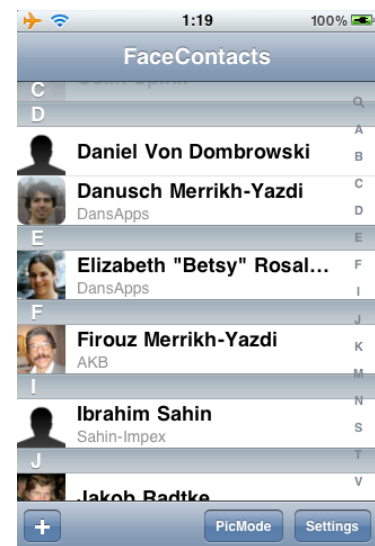 1:19
100%
FaceContacts
C
D
Daniel Von Dombrowski
Danusch Merrikh-Yazdi
DansApps
E
Elizabeth "Betsy" Rosal...
DansApps
F
Firouz Merrikh-Yazdi
AKB
I
Ibrahim Sahin
Sahin-Impex
J
Jakob Radtke
A
B
C
D
E
F
I
J
K
M
N
S
T
V
+
PicMode
Settings